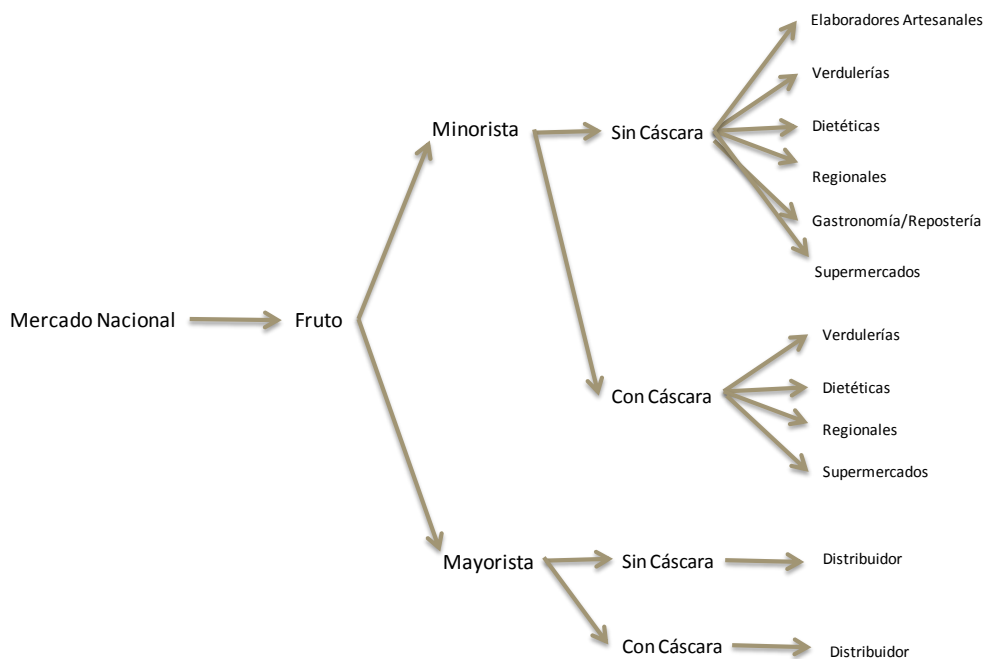 Elaboradores Artesanales
Verdulerías
Minorista
Sin Cáscara
Dietéticas
Regionales
Gastronomía/Repostería
Supermercados
Mercado Nacional
Fruto
Verdulerías
Con Cáscara
Dietéticas
Regionales
Supermercados
Mayorista
Sin Cáscara
Distribuidor
Con Cáscara
Distribuidor